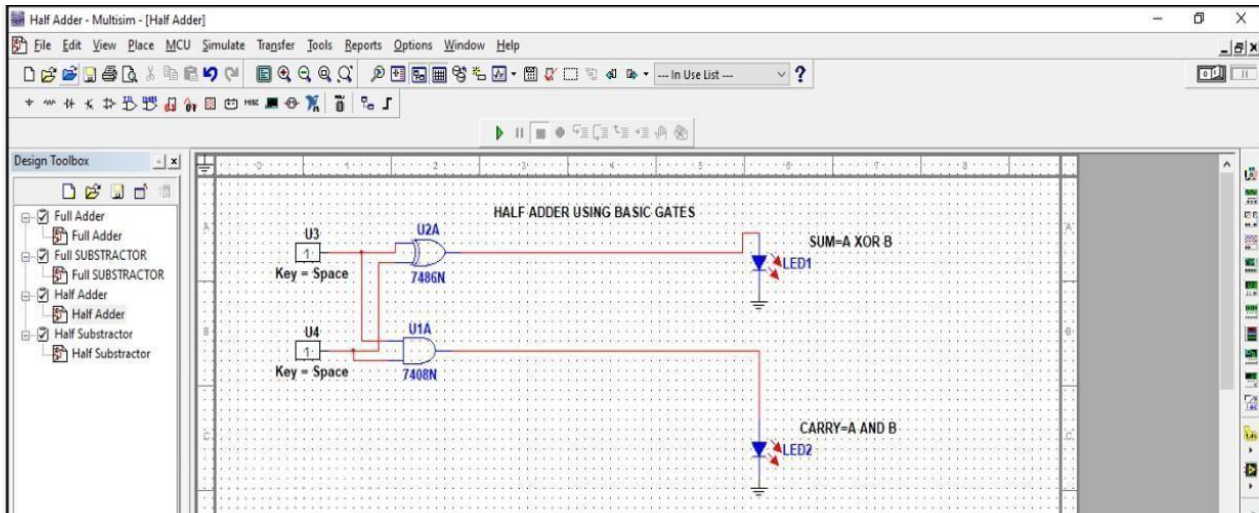 Half Adder - Multisim - [Half Adder]
File Edit View Place MCU Simulate Transfer Tools Reports Options Window Help
--- In Use List ---
Design Toolbox
Full Adder
Full Adder
Full SUBSTRACTOR
Full SUBSTRACTOR
Half Adder
Half Adder
Half Substractor
Half Substractor
HALF ADDER USING BASIC GATES
U3
1
Key = Space
U2A
7486N
SUM=A XOR B
LED1
U4
1
Key = Space
U1A
7408N
CARRY=A AND B
LED2